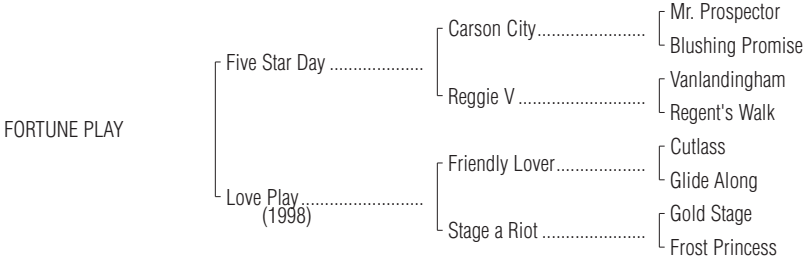 Mr. Prospector
Carson City.......................
Blushing Promise
Five Star Day ....................
Vanlandingham
Reggie V ...........................
Regent's Walk
FORTUNE PLAY
Cutlass
Friendly Lover...................
Glide Along
Love Play..........................
(1998)
Gold Stage
Stage a Riot ......................
Frost Princess